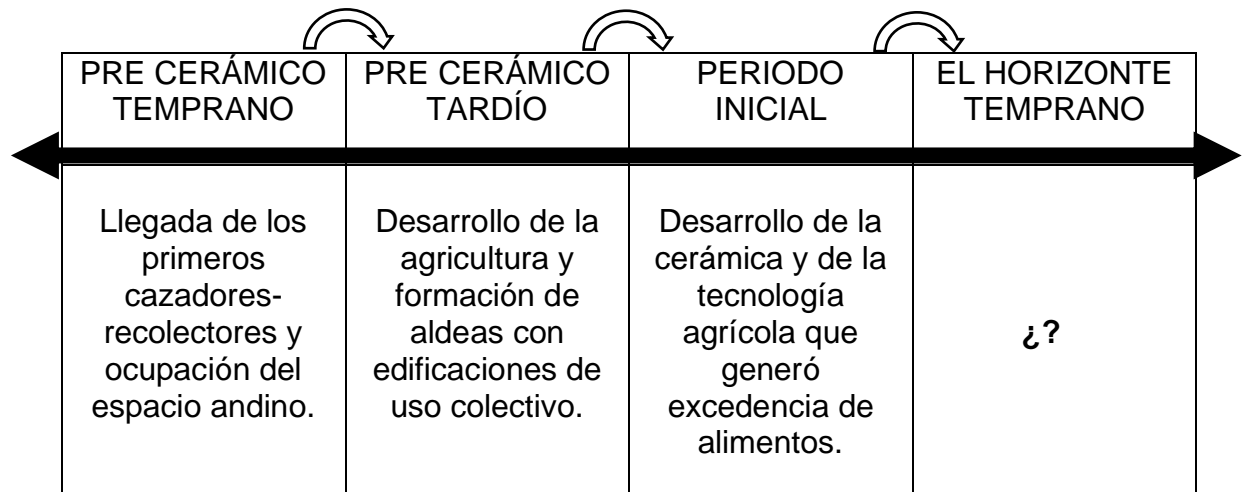 PRE CERÁMICO
TEMPRANO
PRE CERÁMICO
TARDÍO
PERIODO
INICIAL
EL HORIZONTE
TEMPRANO
Llegada de los
primeros
cazadores-
recolectores y
ocupación del
espacio andino.
Desarrollo de la
agricultura y
formación de
aldeas con
edificaciones de
uso colectivo.
Desarrollo de la
cerámica y de la
tecnología
agrícola que
generó
excedencia de
alimentos.
¿?